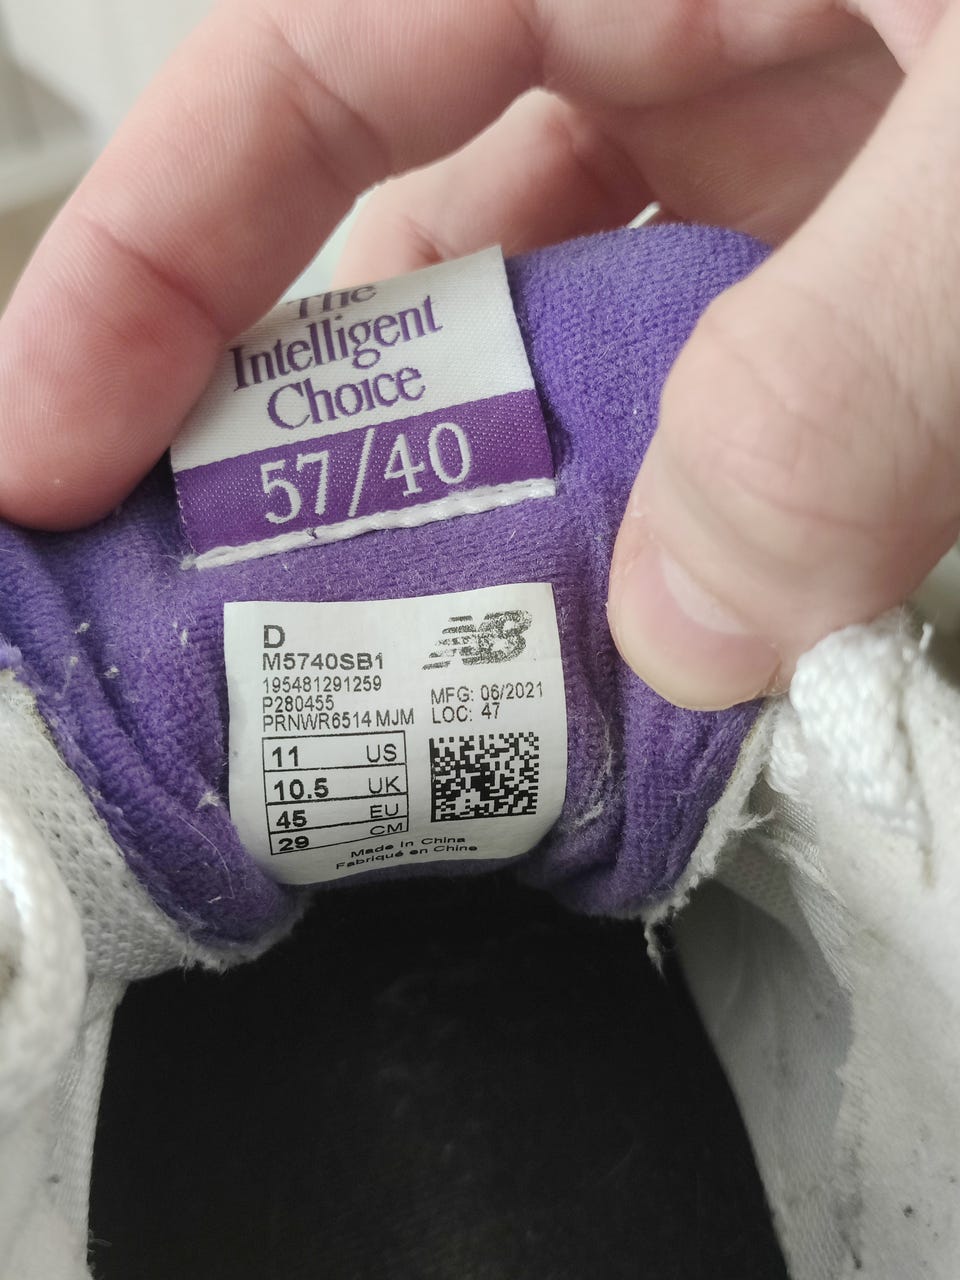 The
Intelligent
Choice
57/40
D
M5740SB1
195481291259
P280455
PRNWR6514 MJM
NB
MFG: 06/2021
LOC: 47
11 US
10.5 UK
45 EU
29 CM
Made in China
Fabriqué en Chine